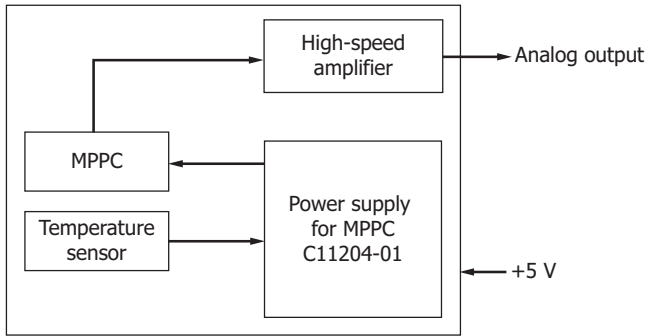 High-speed
amplifier
Analog output
MPPC
Power supply
for MPPC
C11204-01
Temperature
sensor
+5 V